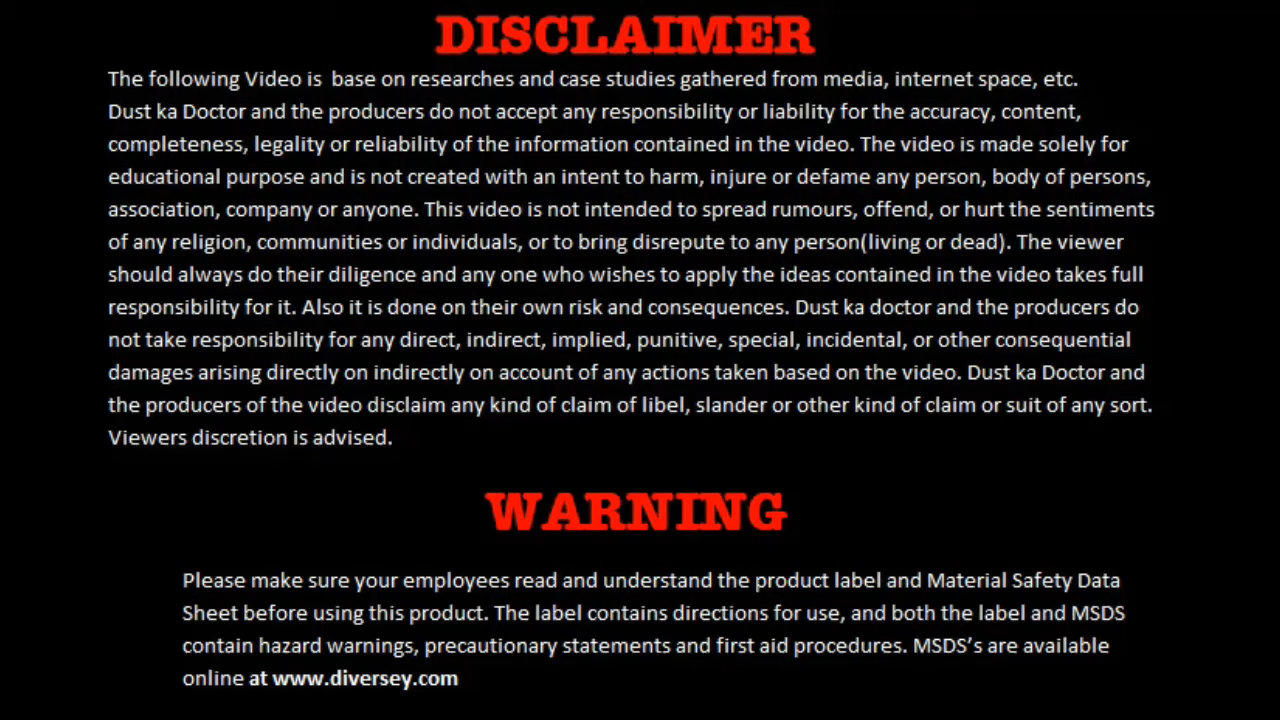 DISCLAIMER
The following Video is base on researches and case studies gathered from media, internet space, etc.
Dust ka Doctor and the producers do not accept any responsibility or liability for the accuracy, content,
completeness, legality or reliability of the information contained in the video. The video is made solely for
educational purpose and is not created with an intent to harm, injure or defame any person, body of persons,
association, company or anyone. This video is not intended to spread rumours, offend, or hurt the sentiments
of any religion, communities or individuals, or to bring disrepute to any person(living or dead). The viewer
should always do their diligence and any one who wishes to apply the ideas contained in the video takes full
responsibility for it. Also it is done on their own risk and consequences. Dust ka doctor and the producers do
not take responsibility for any direct, indirect, implied, punitive, special, incidental, or other consequential
damages arising directly on indirectly on account of any actions taken based on the video. Dust ka Doctor and
the producers of the video disclaim any kind of claim of libel, slander or other kind of claim or suit of any sort.
Viewers discretion is advised.
WARNING
Please make sure your employees read and understand the product label and Material Safety Data
Sheet before using this product. The label contains directions for use, and both the label and MSDS
contain hazard warnings, precautionary statements and first aid procedures. MSDS’s are available
online at www.diversey.com